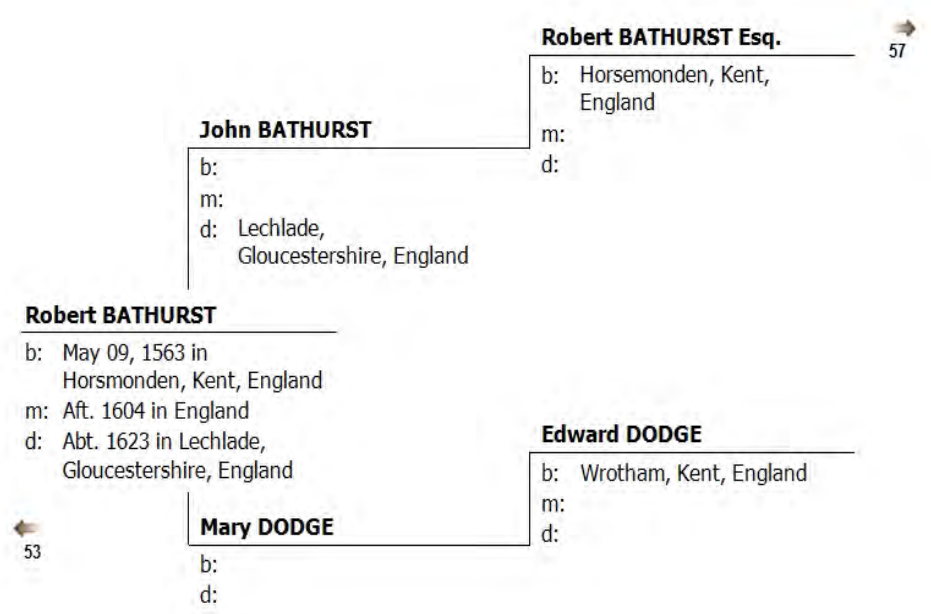 Robert BATHURST Esq.
57
b: Horsemonden, Kent,
England
m:
d:
John BATHURST
b:
m:
d: Lechlade,
Gloucestershire, England
Robert BATHURST
b: May 09, 1563 in
Horsmonden, Kent, England
m: Aft. 1604 in England
d: Abt. 1623 in Lechlade,
Gloucestershire, England
Edward DODGE
b: Wrotham, Kent, England
m:
d:
53
Mary DODGE
b:
d: